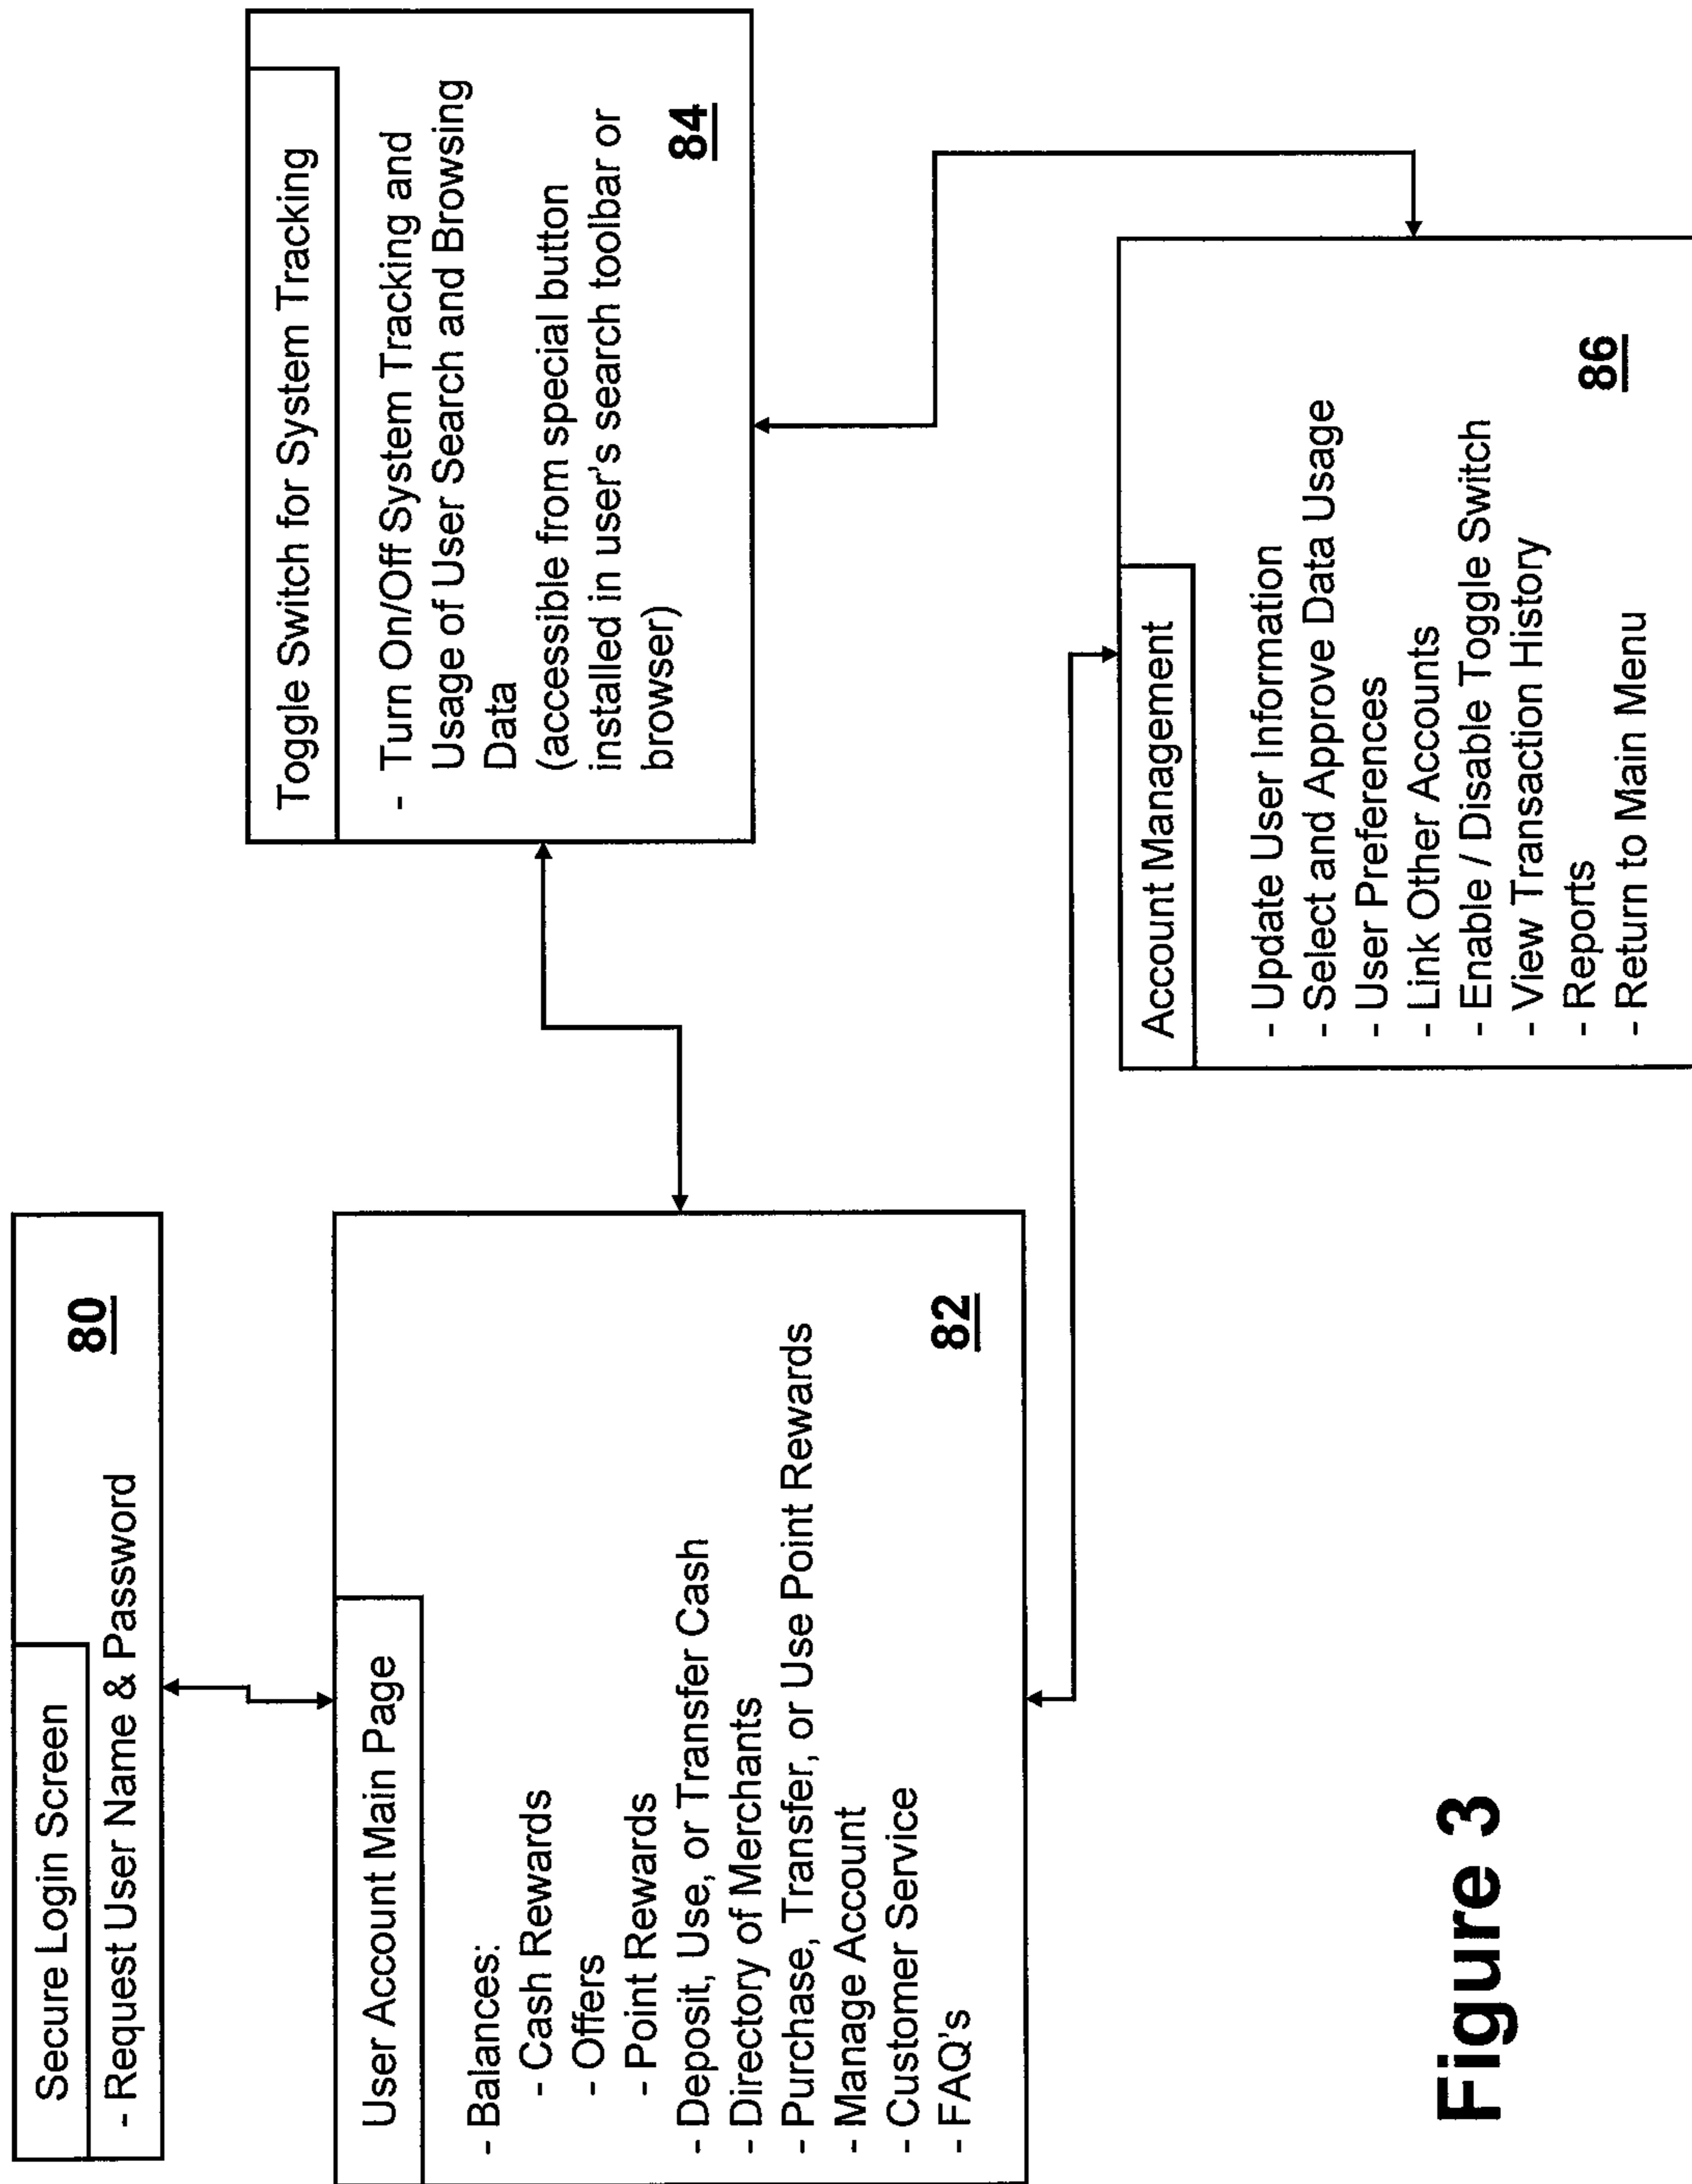 Secure Login Screen
- Request User Name & Password
80
User Account Main Page
- Balances:
- Cash Rewards
- Offers
- Point Rewards
- Deposit, Use, or Transfer Cash
- Directory of Merchants
- Purchase, Transfer, or Use Point Rewards
- Manage Account
- Customer Service
- FAQ's
82
Toggle Switch for System Tracking
- Turn On/Off System Tracking and
Usage of User Search and Browsing
Data
(accessible from special button
installed in user's search toolbar or
browser)
84
Account Management
- Update User Information
- Select and Approve Data Usage
- User Preferences
- Link Other Accounts
- Enable / Disable Toggle Switch
- View Transaction History
- Reports
- Return to Main Menu
86
Figure 3